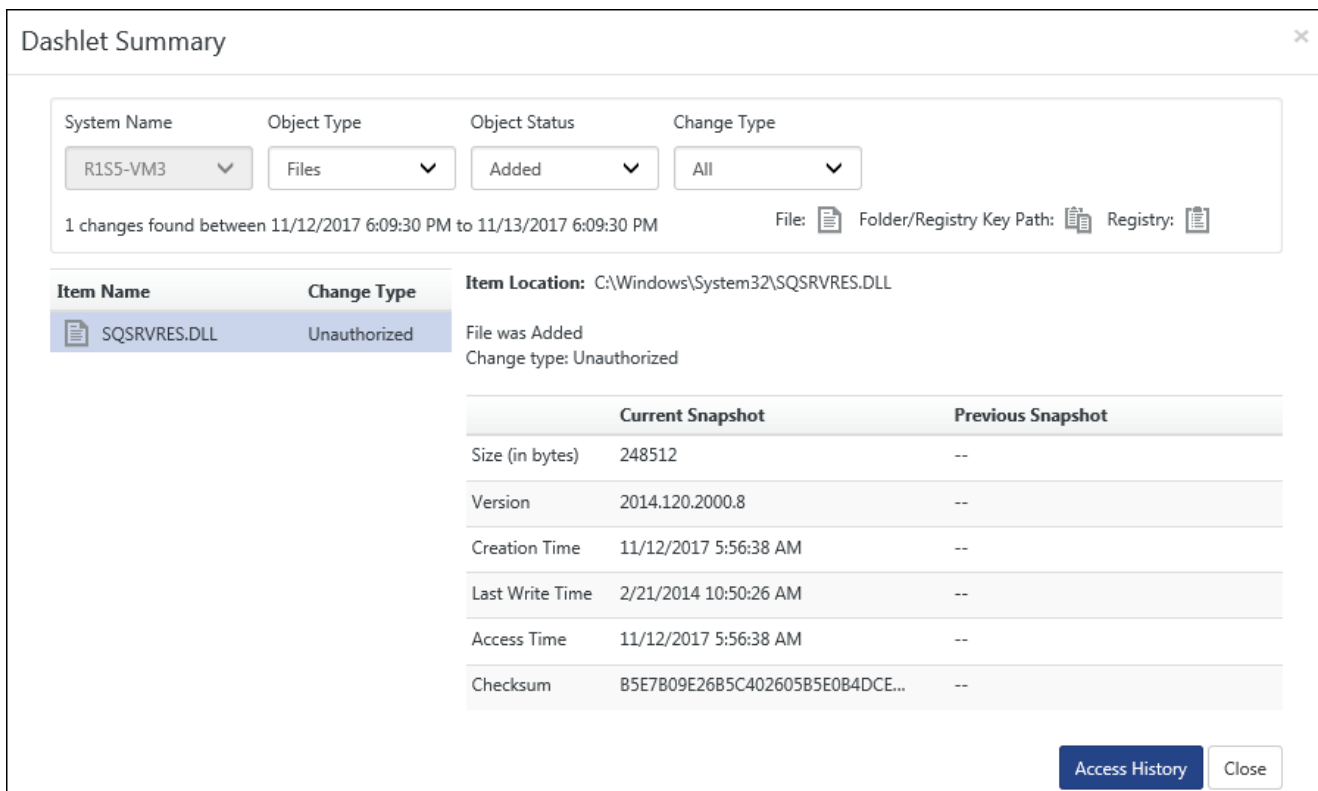 Dashlet Summary
×
System Name Object Type Object Status Change Type
R1S5-VM3 Files Added All
1 changes found between 11/12/2017 6:09:30 PM to 11/13/2017 6:09:30 PM File: Folder/Registry Key Path: Registry:
Item Name Change Type
SQSRVRES.DLL Unauthorized
Item Location: C:\Windows\System32\SQSRVRES.DLL
File was Added
Change type: Unauthorized
Current Snapshot Previous Snapshot
Size (in bytes) 248512 --
Version 2014.120.2000.8 --
Creation Time 11/12/2017 5:56:38 AM --
Last Write Time 2/21/2014 10:50:26 AM --
Access Time 11/12/2017 5:56:38 AM --
Checksum B5E7B09E26B5C402605B5E0B4DCE... --
Access History Close